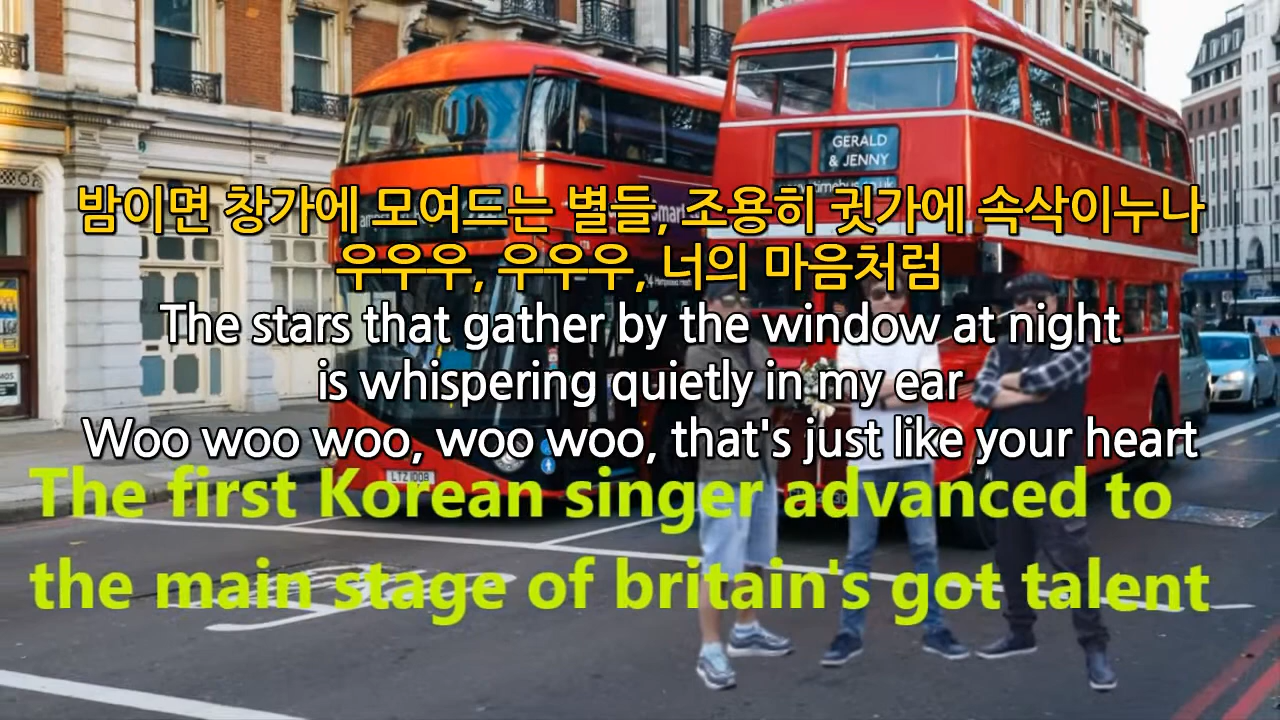 GERALD
& JENNY
밤이면 창가에 모여드는 별들, 조용히 귓가에 속삭이누나
우우우, 우우우, 너의 마음처럼
The stars that gather by the window at night
is whispering quietly in my ear
Woo woo woo, woo woo, that's just like your heart
LTZ 1008
The first Korean singer advanced to
the main stage of britain's got talent